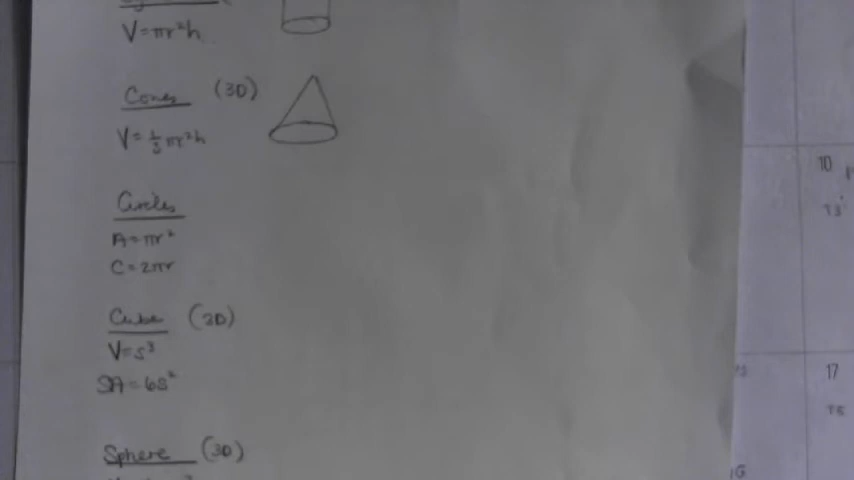 V=πr²h
Cones (3D)
V=⅓πr²h
Circles
A=πr²
C=2πr
Cube (3D)
V=s³
SA=6s²
Sphere (3D)
10
17